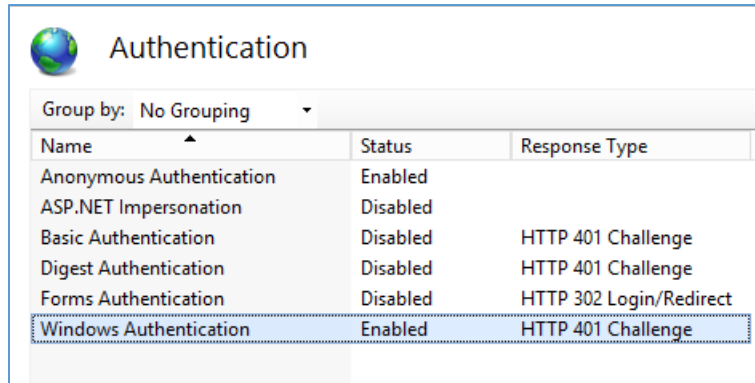 Authentication
Group by: No Grouping
Name Status Response Type
Anonymous Authentication Enabled
ASP.NET Impersonation Disabled
Basic Authentication Disabled HTTP 401 Challenge
Digest Authentication Disabled HTTP 401 Challenge
Forms Authentication Disabled HTTP 302 Login/Redirect
Windows Authentication Enabled HTTP 401 Challenge